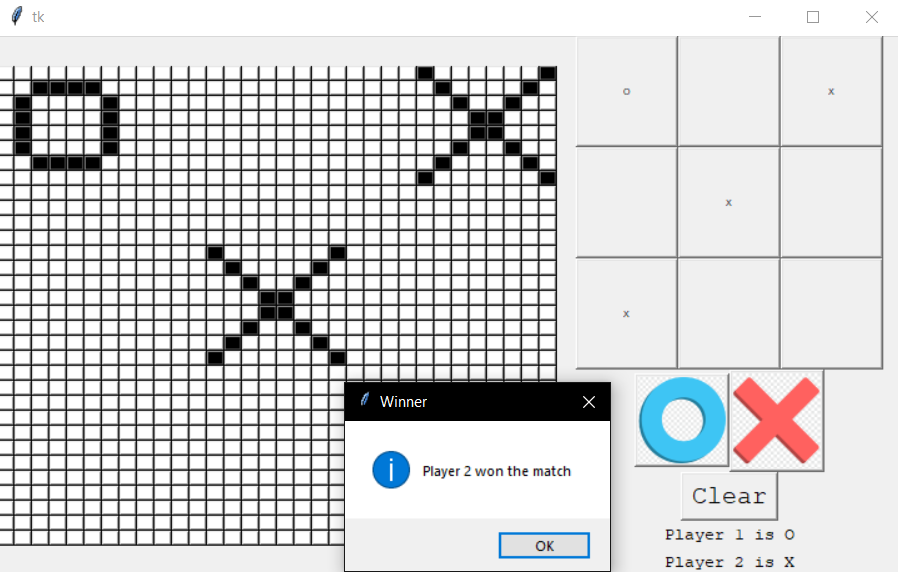 tk
o x
x
x
Winner
Player 2 won the match
OK
Clear
Player 1 is O
Player 2 is X